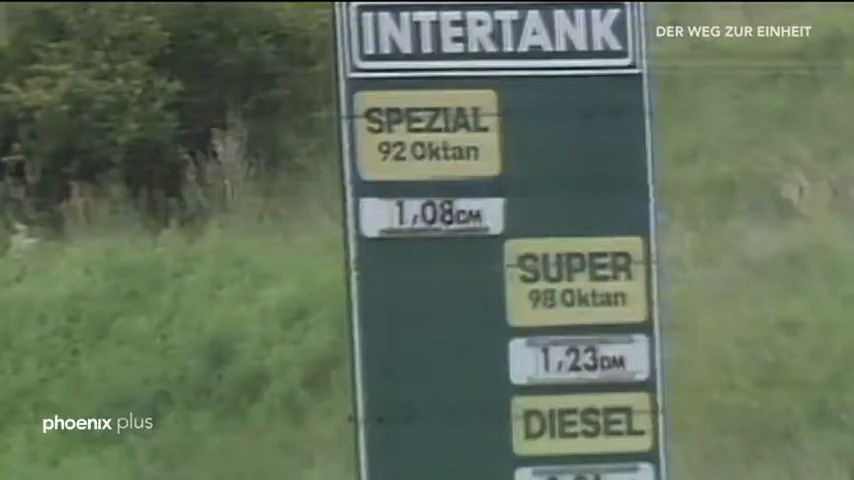 INTERTANK
DER WEG ZUR EINHEIT
SPEZIAL
92 Oktan
1,08DM
SUPER
98 Oktan
1,23DM
DIESEL
phoenix plus